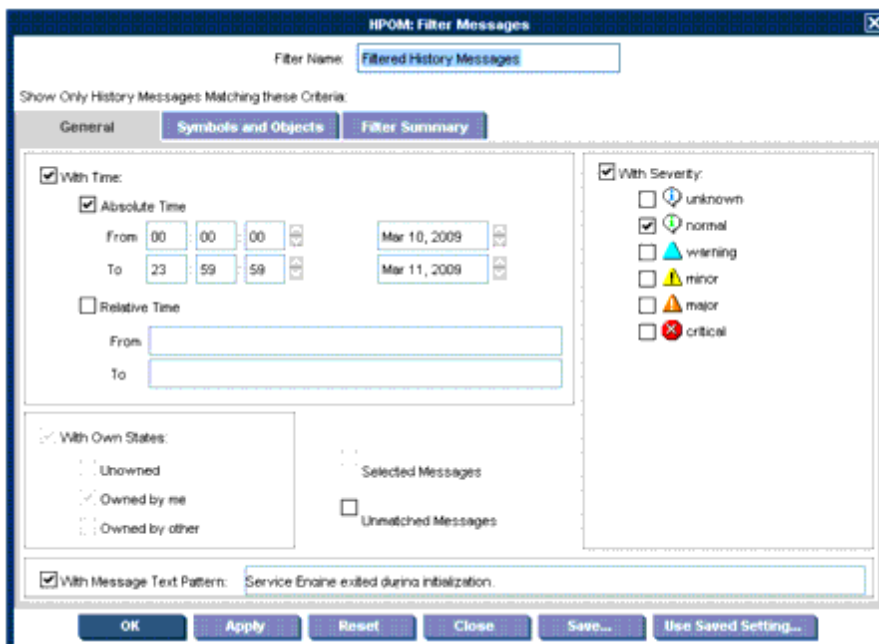 HPOM: Filter Messages
Filter Name: Filtered History Messages
Show Only History Messages Matching these Criteria:
General Symbols and Objects Filter Summary
With Time:
Absolute Time
From 00 : 00 : 00 Mar 10, 2009
To 23 : 59 : 59 Mar 11, 2009
Relative Time
From
To
With Severity:
unknown
normal
warning
minor
major
critical
With Own States:
Unowned
Owned by me
Owned by other
Selected Messages
Unmatched Messages
With Message Text Pattern: Service Engine exited during initialization.
OK Apply Reset Close Save... Use Saved Setting...